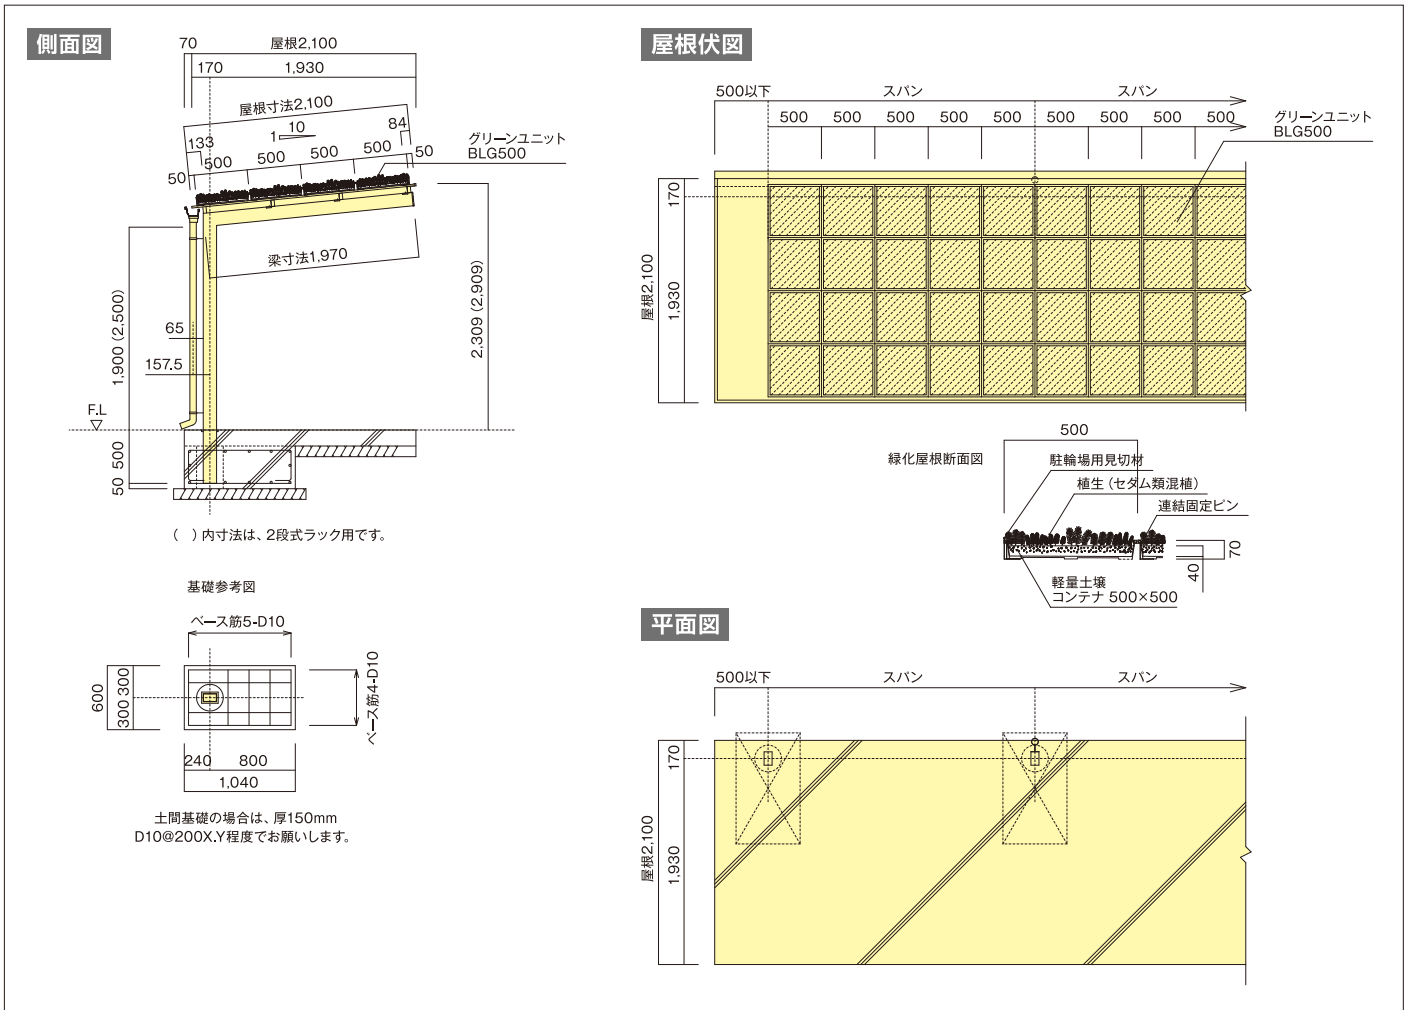 側面図
70
屋根2,100
170
1,930
屋根寸法2,100
10
1
133
84
500
500
500
500
50
50
グリーンユニット
BLG500
梁寸法1,970
1,900 (2,500)
2,309 (2,909)
65
157.5
F.L
500
50
（　）内寸法は、2段式ラック用です。
基礎参考図
ベース筋5-D10
ベース筋4-D10
600
300
300
240
800
1,040
土間基礎の場合は、厚150mm
D10@200X.Y程度でお願いします。
屋根伏図
500以下
スパン
スパン
500
500
500
500
500
500
500
500
500
グリーンユニット
BLG500
170
屋根2,100
1,930
緑化屋根断面図
500
駐輪場用見切材
植生（セダム類混植）
連結固定ピン
70
40
軽量土壌
コンテナ 500×500
平面図
500以下
スパン
スパン
170
屋根2,100
1,930